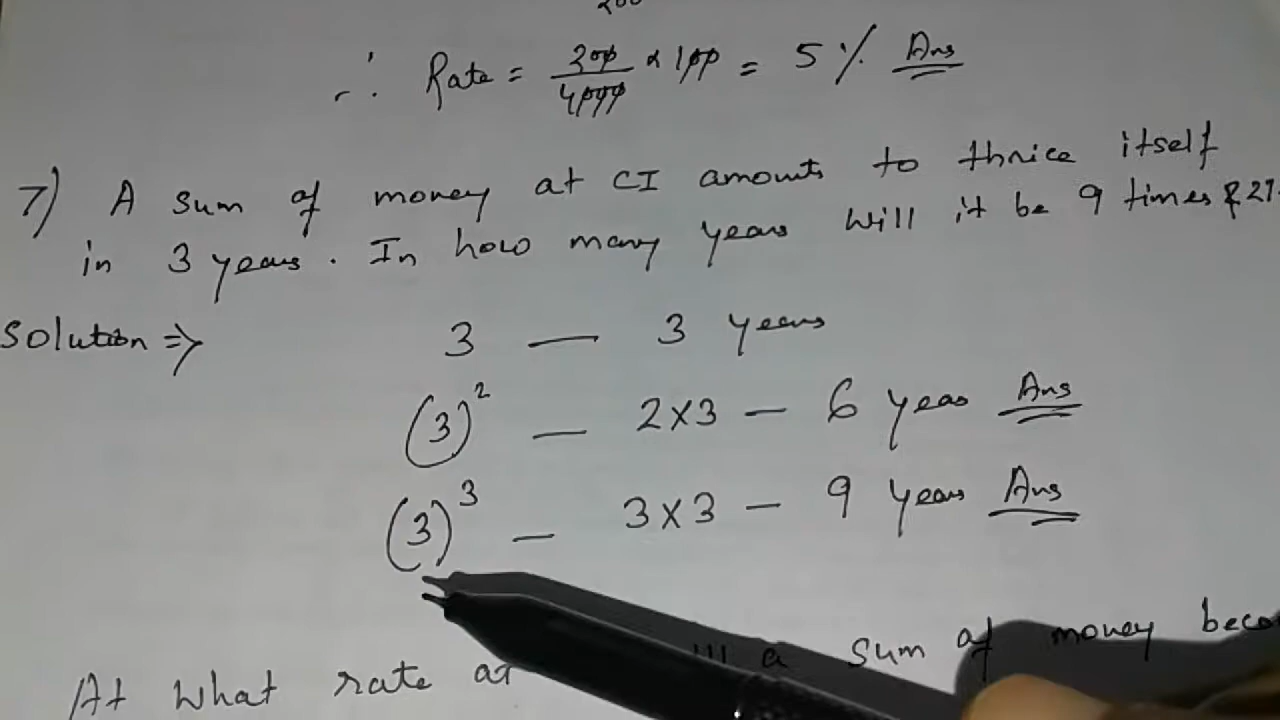 ∴ Rate = 300/4000 x 100 = 5 % Ans
7) A sum of money at CI amounts to thrice itself
in 3 years. In how many years will it be 9 times & 27
Solution ⇒ 3 — 3 years
(3)² — 2×3 — 6 years Ans
(3)³ — 3×3 — 9 years Ans
At what rate a sum of money